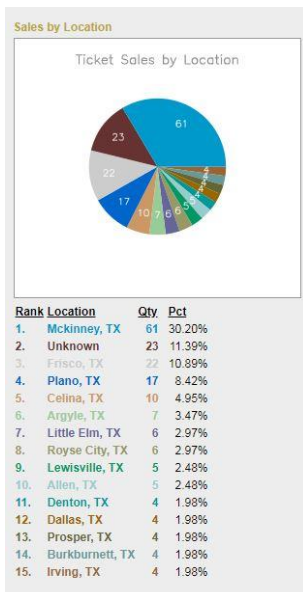 Sales by Location
Ticket Sales by Location
61
23
22
17
10 7 6 6
Rank Location Qty Pct
1. Mckinney, TX 61 30.20%
2. Unknown 23 11.39%
3. Frisco, TX 22 10.89%
4. Plano, TX 17 8.42%
5. Celina, TX 10 4.95%
6. Argyle, TX 7 3.47%
7. Little Elm, TX 6 2.97%
8. Royse City, TX 6 2.97%
9. Lewisville, TX 5 2.48%
10. Allen, TX 5 2.48%
11. Denton, TX 4 1.98%
12. Dallas, TX 4 1.98%
13. Prosper, TX 4 1.98%
14. Burkburnett, TX 4 1.98%
15. Irving, TX 4 1.98%